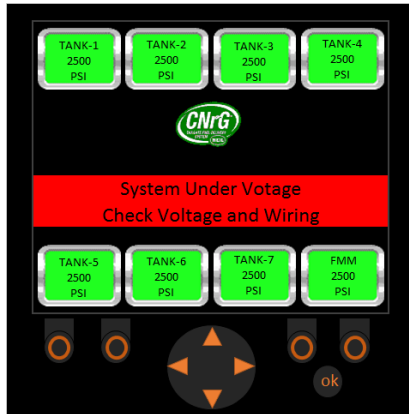 TANK-1
2500
PSI
TANK-2
2500
PSI
TANK-3
2500
PSI
TANK-4
2500
PSI
CNrG
System Under Votage
Check Voltage and Wiring
TANK-5
2500
PSI
TANK-6
2500
PSI
TANK-7
2500
PSI
FMM
2500
PSI
ok